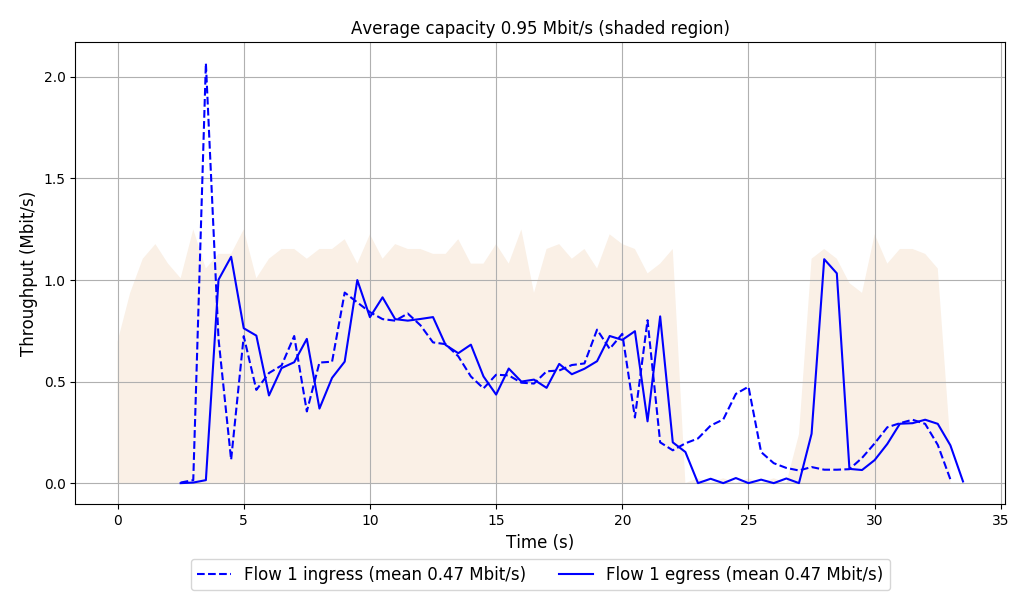 Average capacity 0.95 Mbit/s (shaded region)
Throughput (Mbit/s)
2.0
1.5
1.0
0.5
0.0
0 5 10 15 20 25 30 35
Time (s)
Flow 1 ingress (mean 0.47 Mbit/s) Flow 1 egress (mean 0.47 Mbit/s)